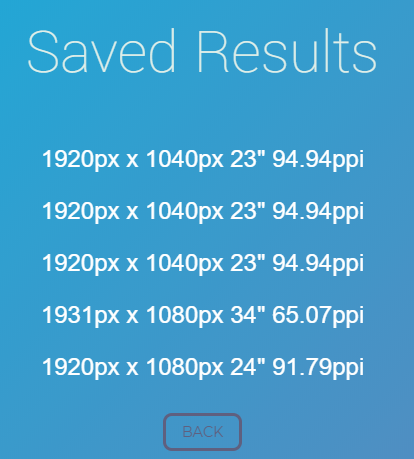 Saved Results
1920px x 1040px 23" 94.94ppi
1920px x 1040px 23" 94.94ppi
1920px x 1040px 23" 94.94ppi
1931px x 1080px 34" 65.07ppi
1920px x 1080px 24" 91.79ppi
BACK